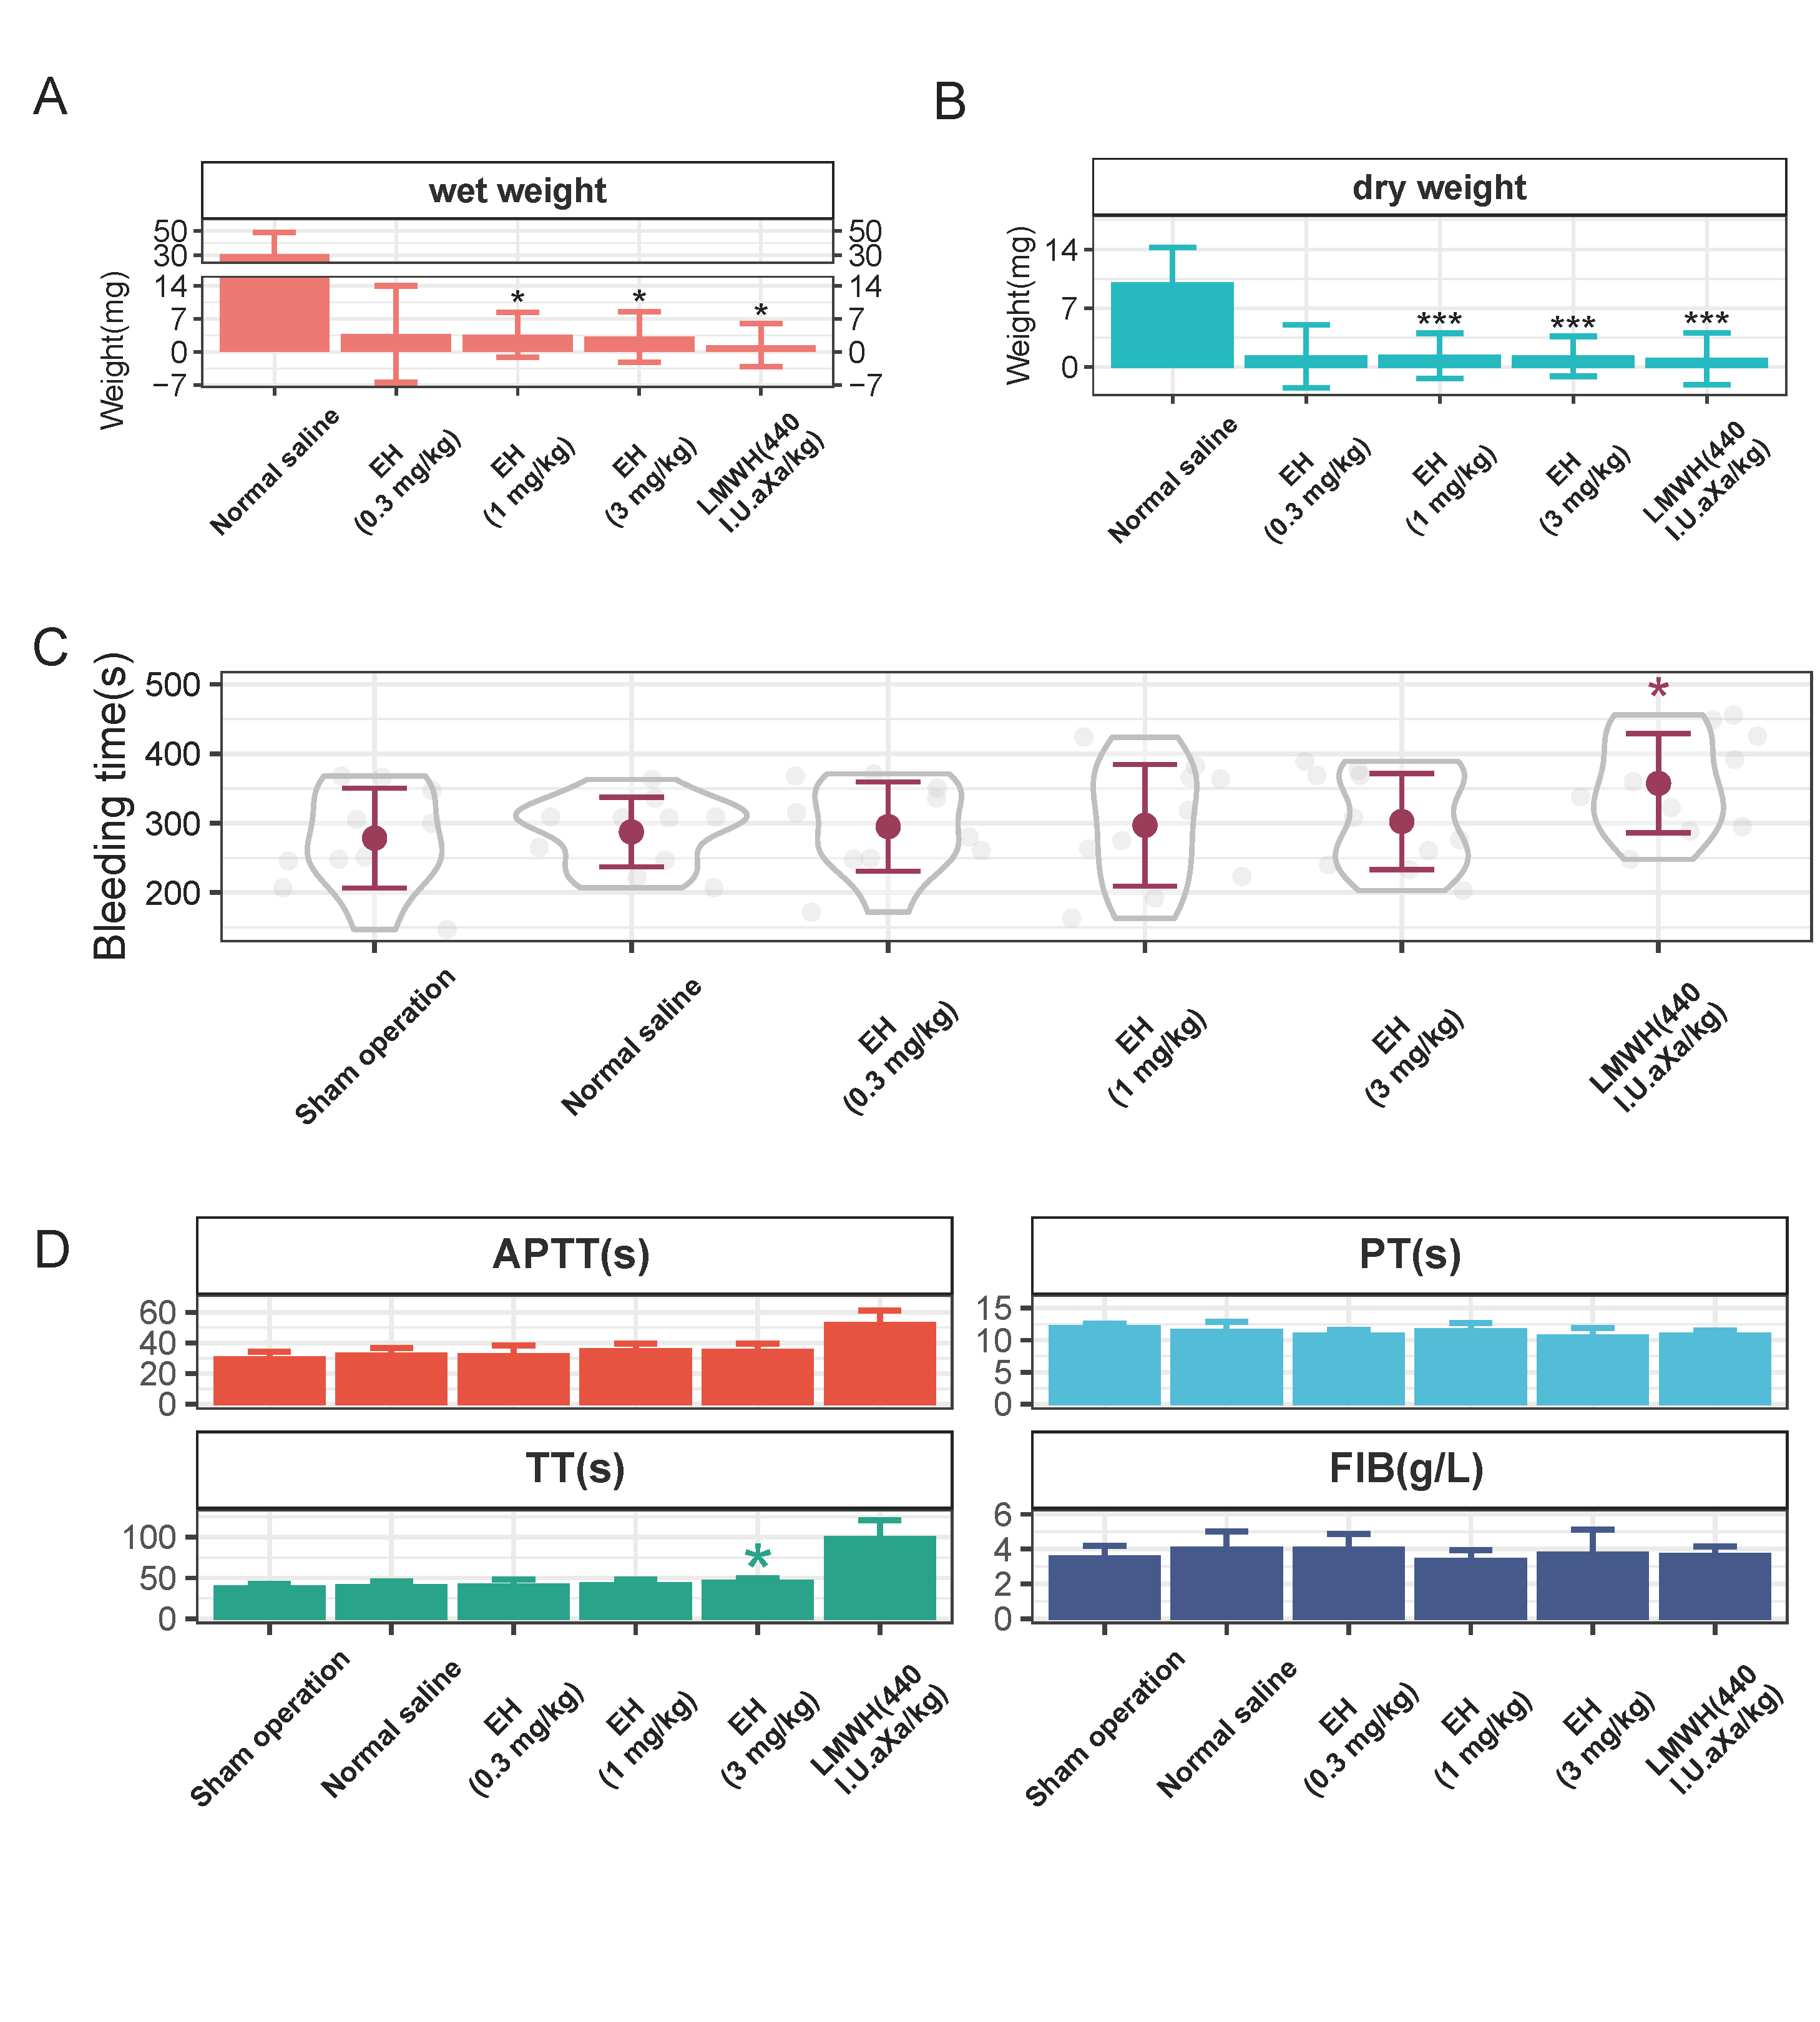 A
B
wet weight
dry weight
Weight(mg)
50
30
14
7
0
−7
50
30
14
7
0
−7
*
*
*
Normal saline
EH
(0.3 mg/kg)
EH
(1 mg/kg)
EH
(3 mg/kg)
LMWH(440
I.U.aXa/kg)
Weight(mg)
14
7
0
***
***
***
Normal saline
EH
(0.3 mg/kg)
EH
(1 mg/kg)
EH
(3 mg/kg)
LMWH(440
I.U.aXa/kg)
C
Bleeding time(s)
500
400
300
200
*
Sham operation
Normal saline
EH
(0.3 mg/kg)
EH
(1 mg/kg)
EH
(3 mg/kg)
LMWH(440
I.U.aXa/kg)
D
APTT(s)
60
40
20
0
PT(s)
15
10
5
0
TT(s)
100
50
0
*
FIB(g/L)
6
4
2
0
Sham operation
Normal saline
EH
(0.3 mg/kg)
EH
(1 mg/kg)
EH
(3 mg/kg)
LMWH(440
I.U.aXa/kg)
Sham operation
Normal saline
EH
(0.3 mg/kg)
EH
(1 mg/kg)
EH
(3 mg/kg)
LMWH(440
I.U.aXa/kg)